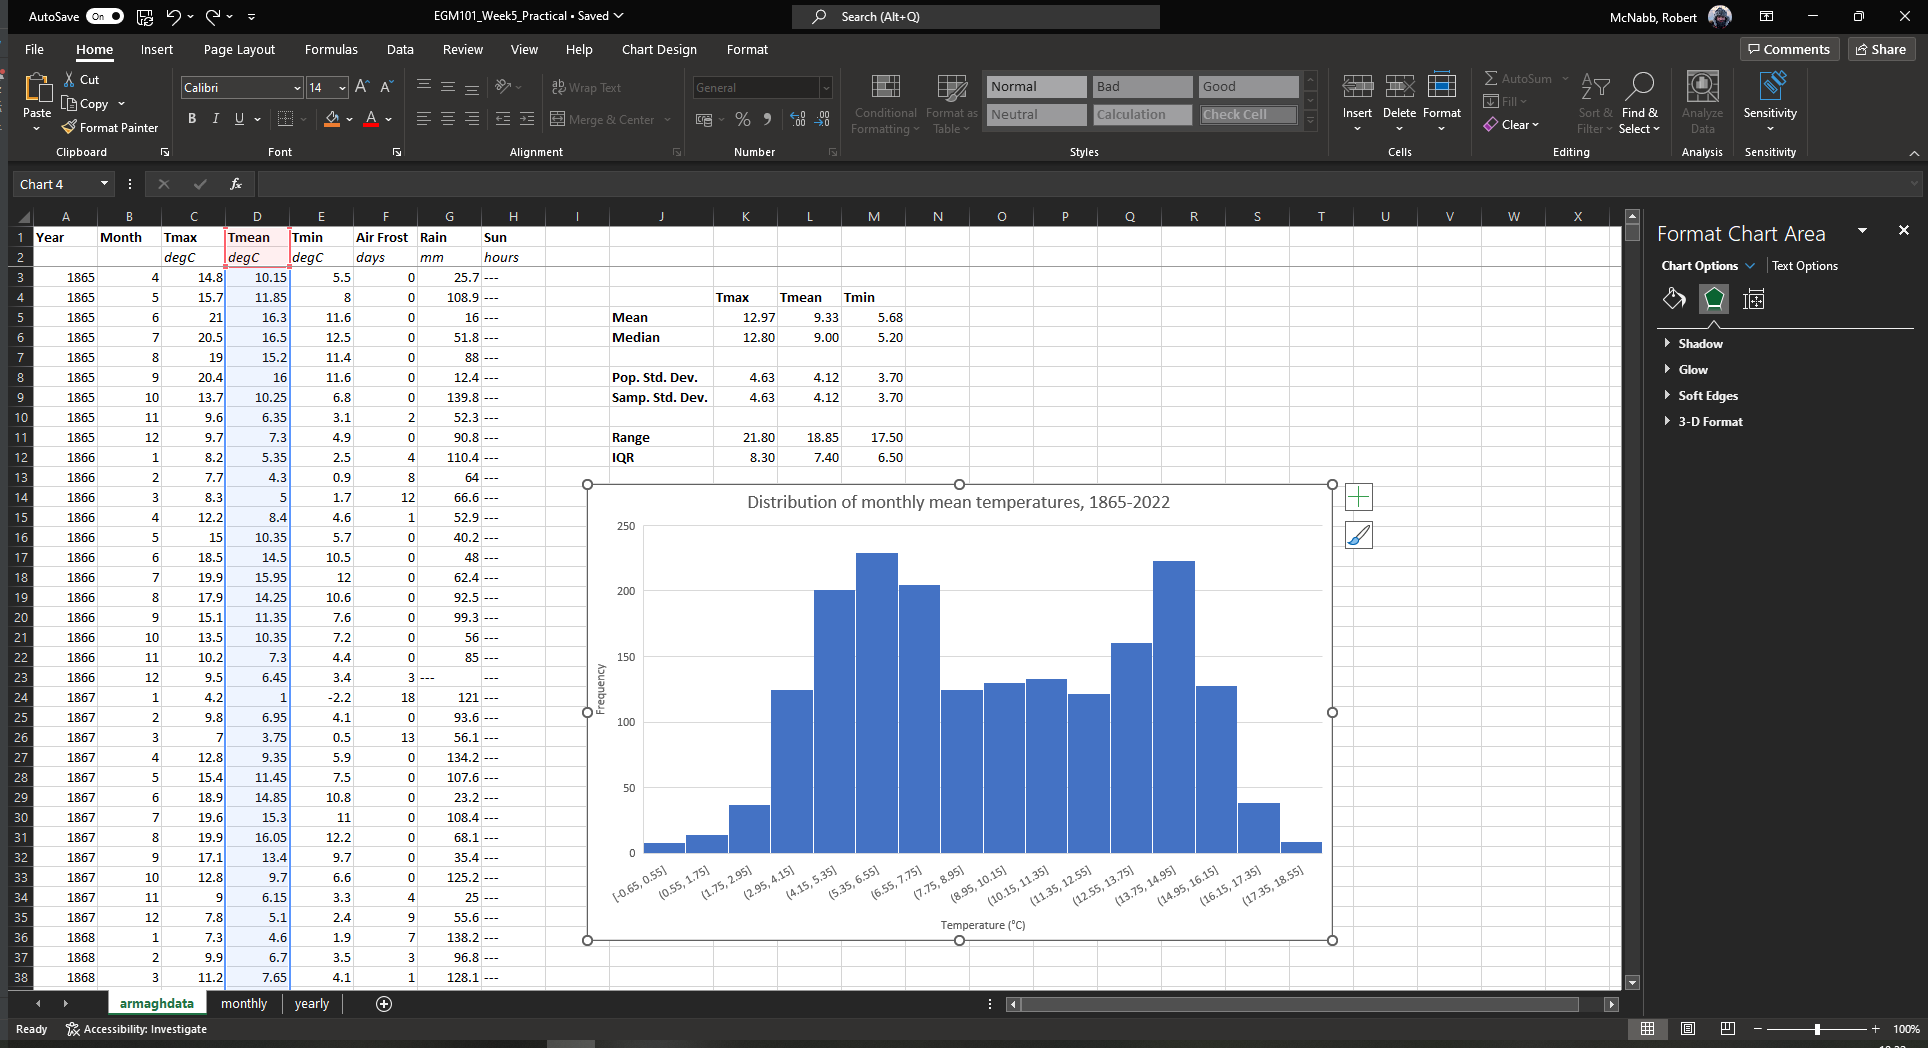 AutoSave On EGM101_Week5_Practical • Saved Search (Alt+Q) McNabb, Robert
File Home Insert Page Layout Formulas Data Review View Help Chart Design Format Comments Share
Paste Cut Copy Format Painter Calibri 14 B I U A Wrap Text Merge & Center General
Conditional Formatting Format as Table Normal Bad Good Neutral Calculation Check Cell
Insert Delete Format AutoSum Fill Clear Sort & Filter Find & Select Analyze Data Sensitivity
Clipboard Font Alignment Number Styles Cells Editing Analysis Sensitivity
Chart 4 fx
A B C D E F G H I J K L M N O P Q R S T U V W X
1 Year Month Tmax Tmean Tmin Air Frost Rain Sun
2 degC degC degC days mm hours
3 1865 4 14.8 10.15 5.5 0 25.7 ---
4 1865 5 15.7 11.85 8 0 108.9 --- Tmax Tmean Tmin
5 1865 6 21 16.3 11.6 0 16 --- Mean 12.97 9.33 5.68
6 1865 7 20.5 16.5 12.5 0 51.8 --- Median 12.80 9.00 5.20
7 1865 8 19 15.2 11.4 0 88 ---
8 1865 9 20.4 16 11.6 0 12.4 --- Pop. Std. Dev. 4.63 4.12 3.70
9 1865 10 13.7 10.25 6.8 0 139.8 --- Samp. Std. Dev. 4.63 4.12 3.70
10 1865 11 9.6 6.35 3.1 2 52.3 ---
11 1865 12 9.7 7.3 4.9 0 90.8 --- Range 21.80 18.85 17.50
12 1866 1 8.2 5.35 2.5 4 110.4 --- IQR 8.30 7.40 6.50
13 1866 2 7.7 4.3 0.9 8 64 ---
14 1866 3 8.3 5 1.7 12 66.6 ---
15 1866 4 12.2 8.4 4.6 1 52.9 ---
16 1866 5 15 10.35 5.7 0 40.2 ---
17 1866 6 18.5 14.5 10.5 0 48 ---
18 1866 7 19.9 15.95 12 0 62.4 ---
19 1866 8 17.9 14.25 10.6 0 92.5 ---
20 1866 9 15.1 11.35 7.6 0 99.3 ---
21 1866 10 13.5 10.35 7.2 0 56 ---
22 1866 11 10.2 7.3 4.4 0 85 ---
23 1866 12 9.5 6.45 3.4 3 --- ---
24 1867 1 4.2 1 -2.2 18 121 ---
25 1867 2 9.8 6.95 4.1 0 93.6 ---
26 1867 3 7 3.75 0.5 13 56.1 ---
27 1867 4 12.8 9.35 5.9 0 134.2 ---
28 1867 5 15.4 11.45 7.5 0 107.6 ---
29 1867 6 18.9 14.85 10.8 0 23.2 ---
30 1867 7 19.6 15.3 11 0 108.4 ---
31 1867 8 19.9 16.05 12.2 0 68.1 ---
32 1867 9 17.1 13.4 9.7 0 35.4 ---
33 1867 10 12.8 9.7 6.6 0 125.2 ---
34 1867 11 9 6.15 3.3 4 25 ---
35 1867 12 7.8 5.1 2.4 9 55.6 ---
36 1868 1 7.3 4.6 1.9 7 138.2 ---
37 1868 2 9.9 6.7 3.5 3 96.8 ---
38 1868 3 11.2 7.65 4.1 1 128.1 ---
Distribution of monthly mean temperatures, 1865-2022
250
200
150
100
50
0
Frequency
[-0.65, 0.55] (0.55, 1.75] (1.75, 2.95] (2.95, 4.15] (4.15, 5.35] (5.35, 6.55] (6.55, 7.75] (7.75, 8.95] (8.95, 10.15] (10.15, 11.35] (11.35, 12.55] (12.55, 13.75] (13.75, 14.95] (14.95, 16.15] (16.15, 17.35] (17.35, 18.55]
Temperature (°C)
Format Chart Area
Chart Options Text Options
Shadow
Glow
Soft Edges
3-D Format
armaghdata monthly yearly
Ready Accessibility: Investigate 100%